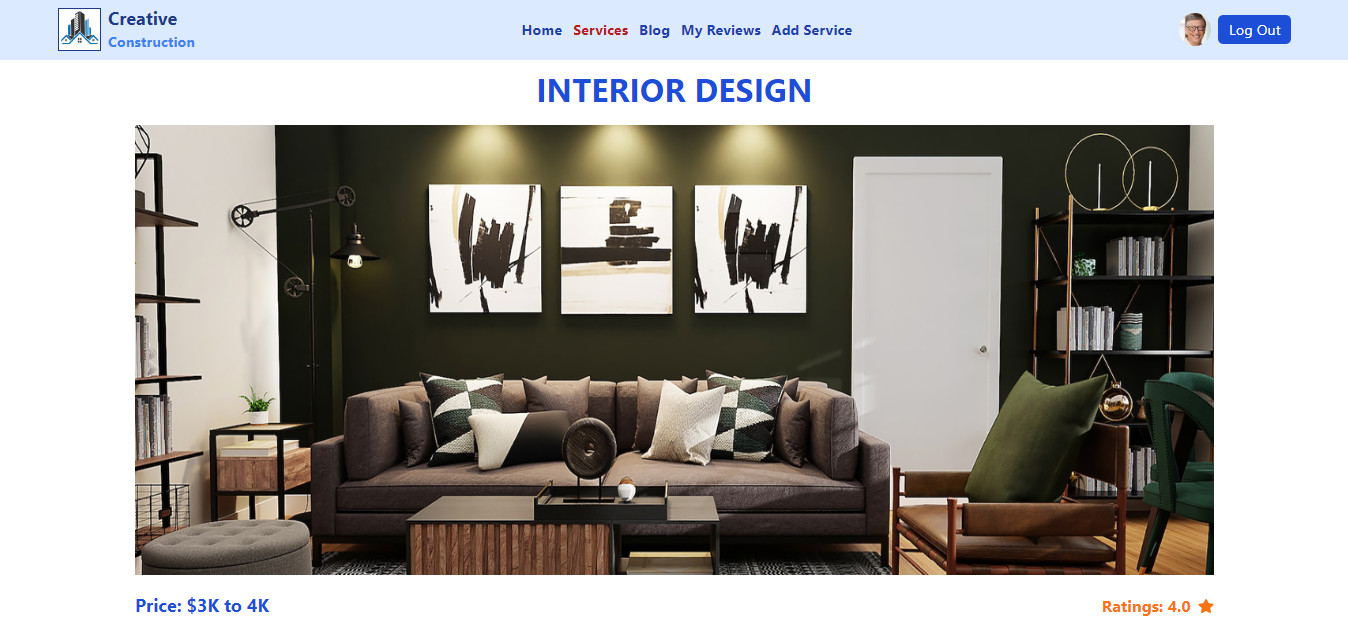 Creative
Construction
Home Services Blog My Reviews Add Service
Log Out
INTERIOR DESIGN
Price: $3K to 4K
Ratings: 4.0